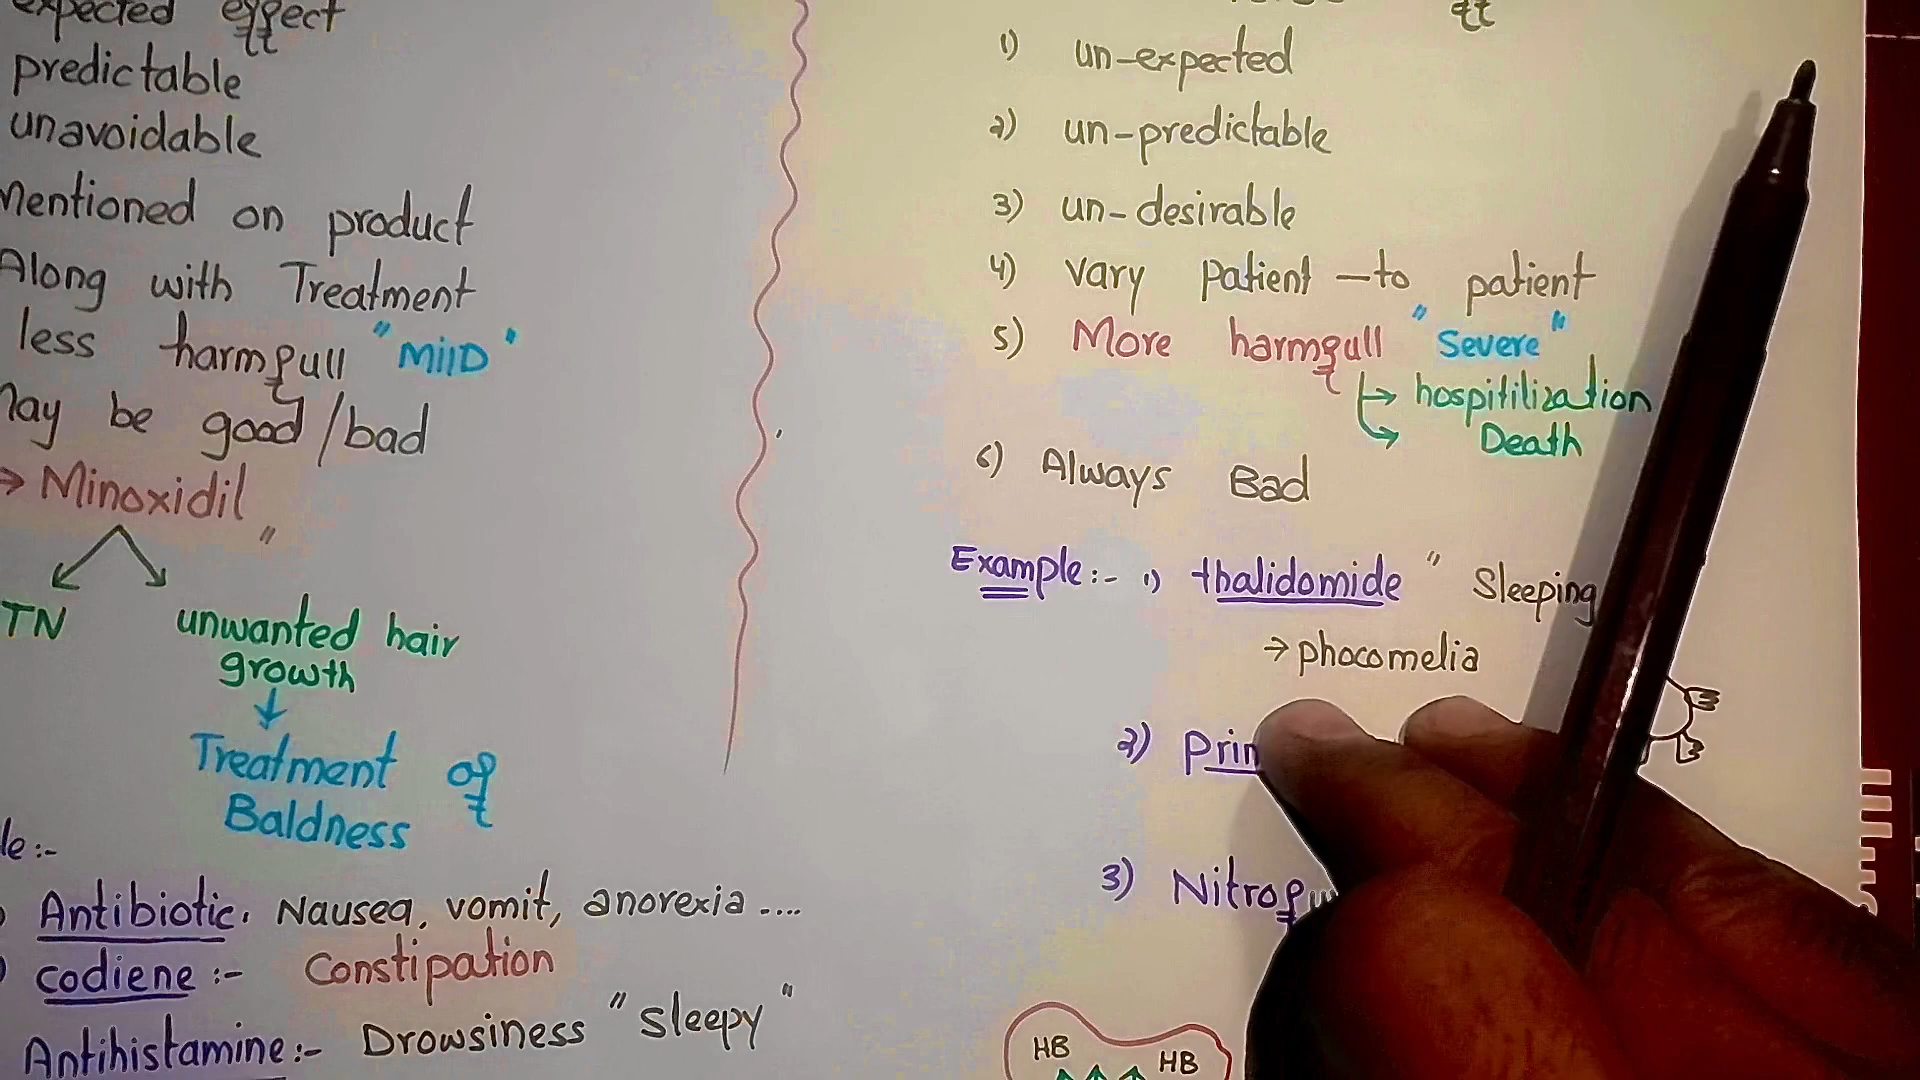 expected effect
predictable
unavoidable
Mentioned on product
Along with Treatment
less harmfull "MilD"
May be good/bad
→ Minoxidil "
TN
unwanted hair
growth
Treatment of
Baldness
le:-
Antibiotic. Nausea, vomit, anorexia ....
codiene :- Constipation
Antihistamine:- Drowsiness "sleepy"
1) un-expected
2) un-predictable
3) un-desirable
4) vary patient-to patient
5) More harmfull "Severe"
hospitilization
Death
6) Always Bad
Example:- 1) thalidomide " Sleeping
→ phocomelia
2) Prim
3) Nitrofu
HB HB